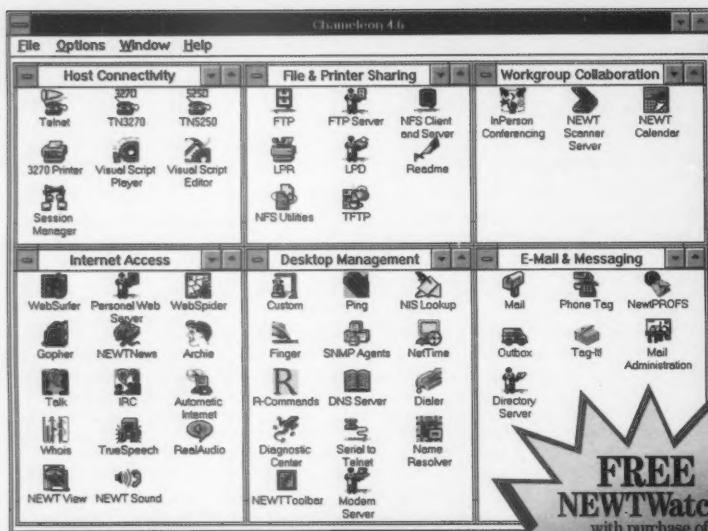 Chameleon 4.6
File Options Window Help
Host Connectivity
Telnet
TN3270
TN5250
3270 Printer
Visual Script Player
Visual Script Editor
Session Manager
File & Printer Sharing
FTP
FTP Server
NFS Client and Server
LPR
LPD
Readme
NFS Utilities
TFTP
Workgroup Collaboration
InPerson Conferencing
NEWT Scanner Server
NEWT Calendar
Internet Access
WebSurfer
Personal Web Server
WebSpider
Gopher
NEWTNews
Archie
Talk
IRC
Automatic Internet
Whois
TrueSpeech
RealAudio
NEWT View
NEWT Sound
Desktop Management
Custom
Ping
NIS Lookup
Finger
SNMP Agents
NetTime
R
R-Commands
DNS Server
Dialer
Diagnostic Center
Serial to Telnet
Name Resolver
NEWTToolbar
Modem Server
E-Mail & Messaging
Mail
Phone Tag
NewtPROFS
Outbox
Tag-It!
Mail Administration
Directory Server
FREE
NEWTWatc
with purchase of